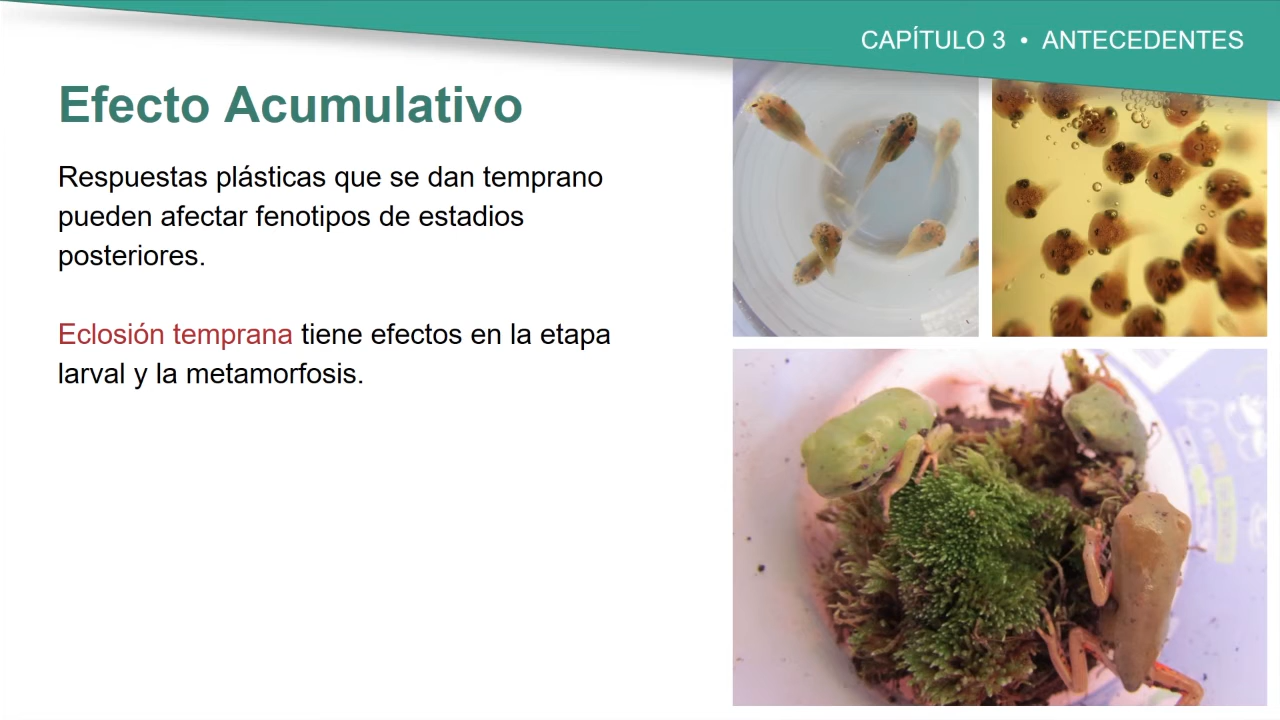 CAPÍTULO 3 • ANTECEDENTES
Efecto Acumulativo
Respuestas plásticas que se dan temprano
pueden afectar fenotipos de estadios
posteriores.
Eclosión temprana tiene efectos en la etapa
larval y la metamorfosis.